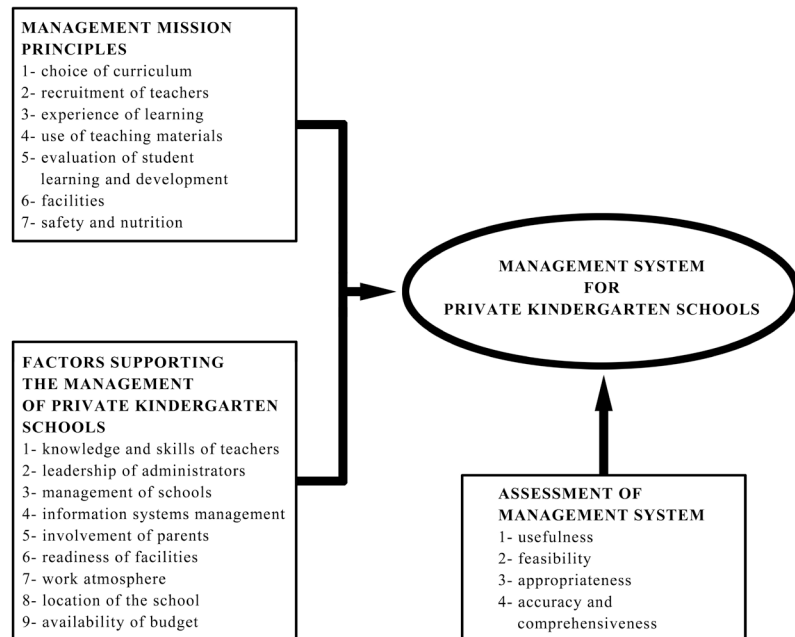 MANAGEMENT MISSION
PRINCIPLES
1- choice of curriculum
2- recruitment of teachers
3- experience of learning
4- use of teaching materials
5- evaluation of student
learning and development
6- facilities
7- safety and nutrition
MANAGEMENT SYSTEM
FOR
PRIVATE KINDERGARTEN SCHOOLS
FACTORS SUPPORTING
THE MANAGEMENT
OF PRIVATE KINDERGARTEN
SCHOOLS
1- knowledge and skills of teachers
2- leadership of administrators
3- management of schools
4- information systems management
5- involvement of parents
6- readiness of facilities
7- work atmosphere
8- location of the school
9- availability of budget
ASSESSMENT OF
MANAGEMENT SYSTEM
1- usefulness
2- feasibility
3- appropriateness
4- accuracy and
comprehensiveness